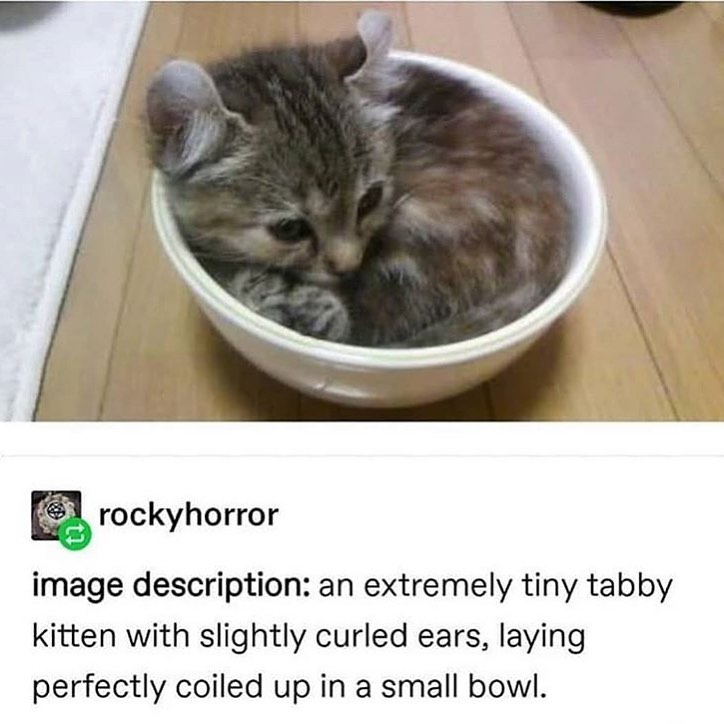 rockyhorror
image description: an extremely tiny tabby
kitten with slightly curled ears, laying
perfectly coiled up in a small bowl.